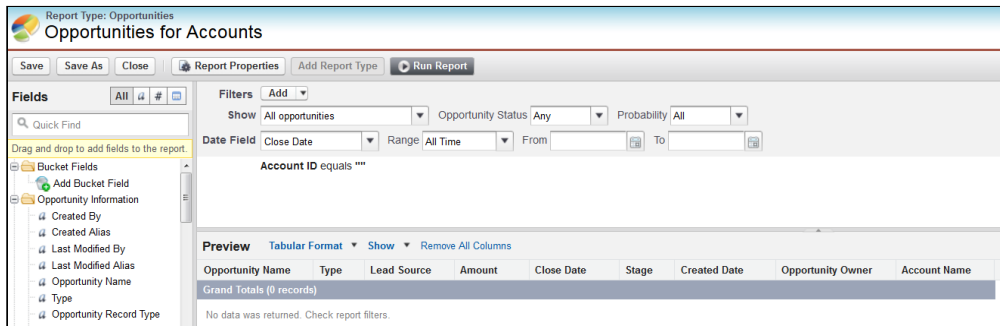 Report Type: Opportunities
Opportunities for Accounts
Save Save As Close Report Properties Add Report Type Run Report
Fields All a #
Quick Find
Drag and drop to add fields to the report.
Bucket Fields
Add Bucket Field
Opportunity Information
a Created By
a Created Alias
a Last Modified By
a Last Modified Alias
a Opportunity Name
a Type
a Opportunity Record Type
Filters Add
Show All opportunities Opportunity Status Any Probability All
Date Field Close Date Range All Time From To
Account ID equals ""
Preview Tabular Format Show Remove All Columns
Opportunity Name Type Lead Source Amount Close Date Stage Created Date Opportunity Owner Account Name
Grand Totals (0 records)
No data was returned. Check report filters.